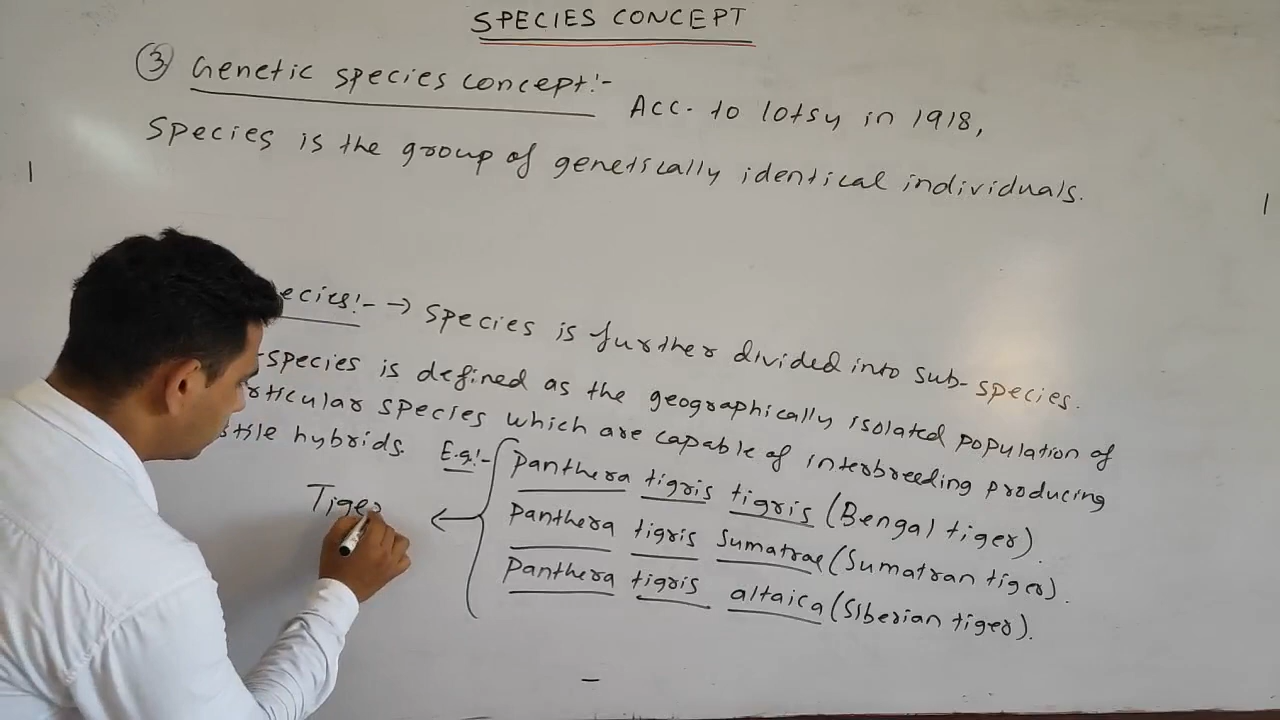 SPECIES CONCEPT
③ Genetic species concept:-
Acc. to lotsy in 1918,
Species is the group of genetically identical individuals.
ecies:- → Species is further divided into sub-species.
-species is defined as the geographically isolated population of
rticular species which are capable of interbreeding producing
tile hybrids. E.g:- Panthera tigris tigris (Bengal tiger).
Panthera tigris Sumatrae (Sumatran tiger).
Tiger ← Panthera tigris altaica (Siberian tiger).